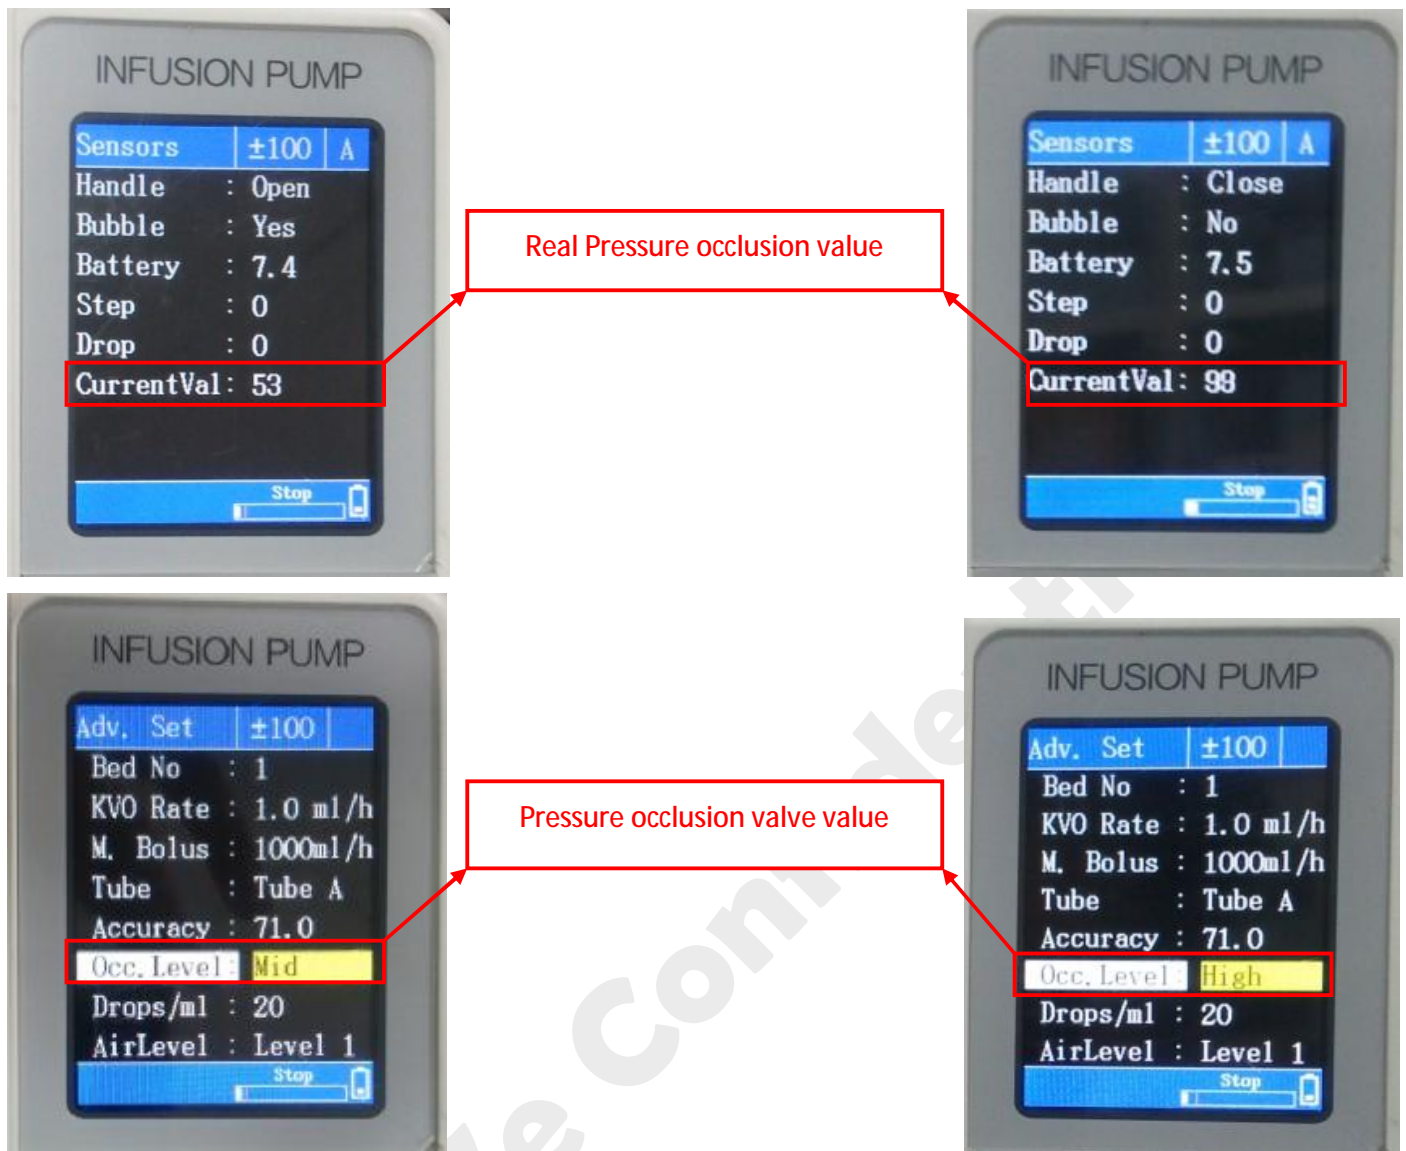 INFUSION PUMP
Sensors ±100 A
Handle : Open
Bubble : Yes
Battery : 7.4
Step : 0
Drop : 0
CurrentVal: 53
Stop
Real Pressure occlusion value
INFUSION PUMP
Sensors ±100 A
Handle : Close
Bubble : No
Battery : 7.5
Step : 0
Drop : 0
CurrentVal:
Stop
INFUSION PUMP
Adv. Set ±100
Bed No : 1
KVO Rate : 1.0 ml/h
M. Bolus : 1000ml/h
Tube : Tube A
Accuracy : 71.0
Occ.Level: Mid
Drops/ml : 20
AirLevel : Level 1
Stop
Pressure occlusion valve value
INFUSION PUMP
Adv. Set ±100
Bed No : 1
KVO Rate : 1.0 ml/h
M. Bolus : 1000ml/h
Tube : Tube A
Accuracy : 71.0
Occ.Level: High
Drops/ml : 20
AirLevel : Level 1
Stop